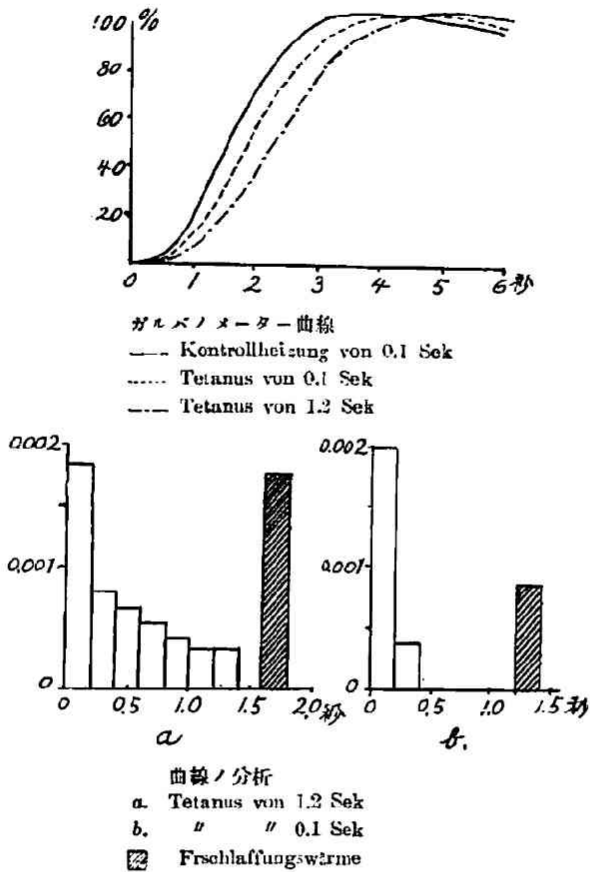 100 %
80
60
40
20
0 1 2 3 4 5 6 秒
ガルバノメーター曲線
Kontrollheizung von 0.1 Sek
Tetanus von 0.1 Sek
Tetanus von 1.2 Sek
0.002
0.001
0
0 0.5 1.0 1.5 2.0 秒
a
0.002
0.001
0
0 0.5 1.0 1.5 秒
b.
曲線ノ分析
a. Tetanus von 1.2 Sek
b. 〃 〃 0.1 Sek
Frschlaffungswärme